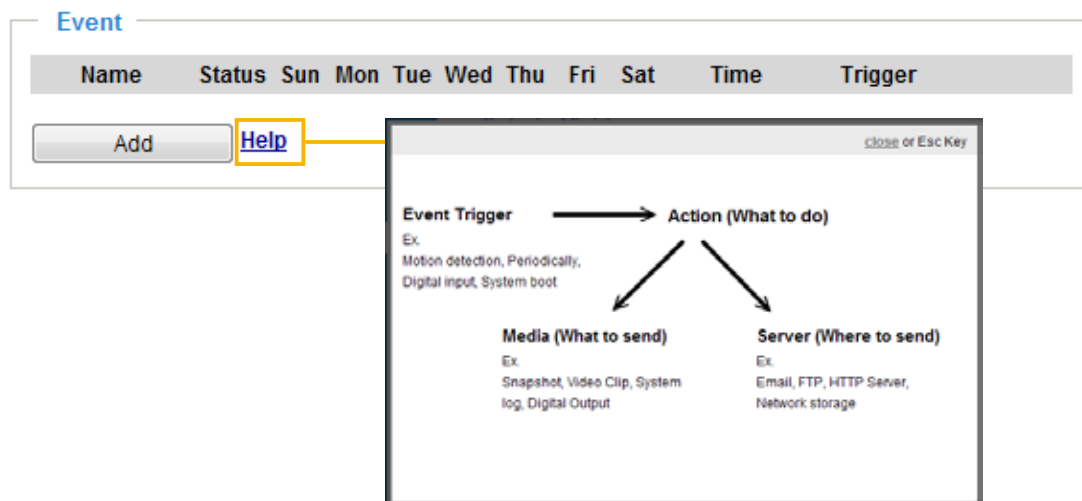 Event
Name Status Sun Mon Tue Wed Thu Fri Sat Time Trigger
Add Help
close or Esc Key
Event Trigger Action (What to do)
Ex.
Motion detection, Periodically,
Digital input, System boot
Media (What to send)
Ex.
Snapshot, Video Clip, System
log, Digital Output
Server (Where to send)
Ex.
Email, FTP, HTTP Server,
Network storage